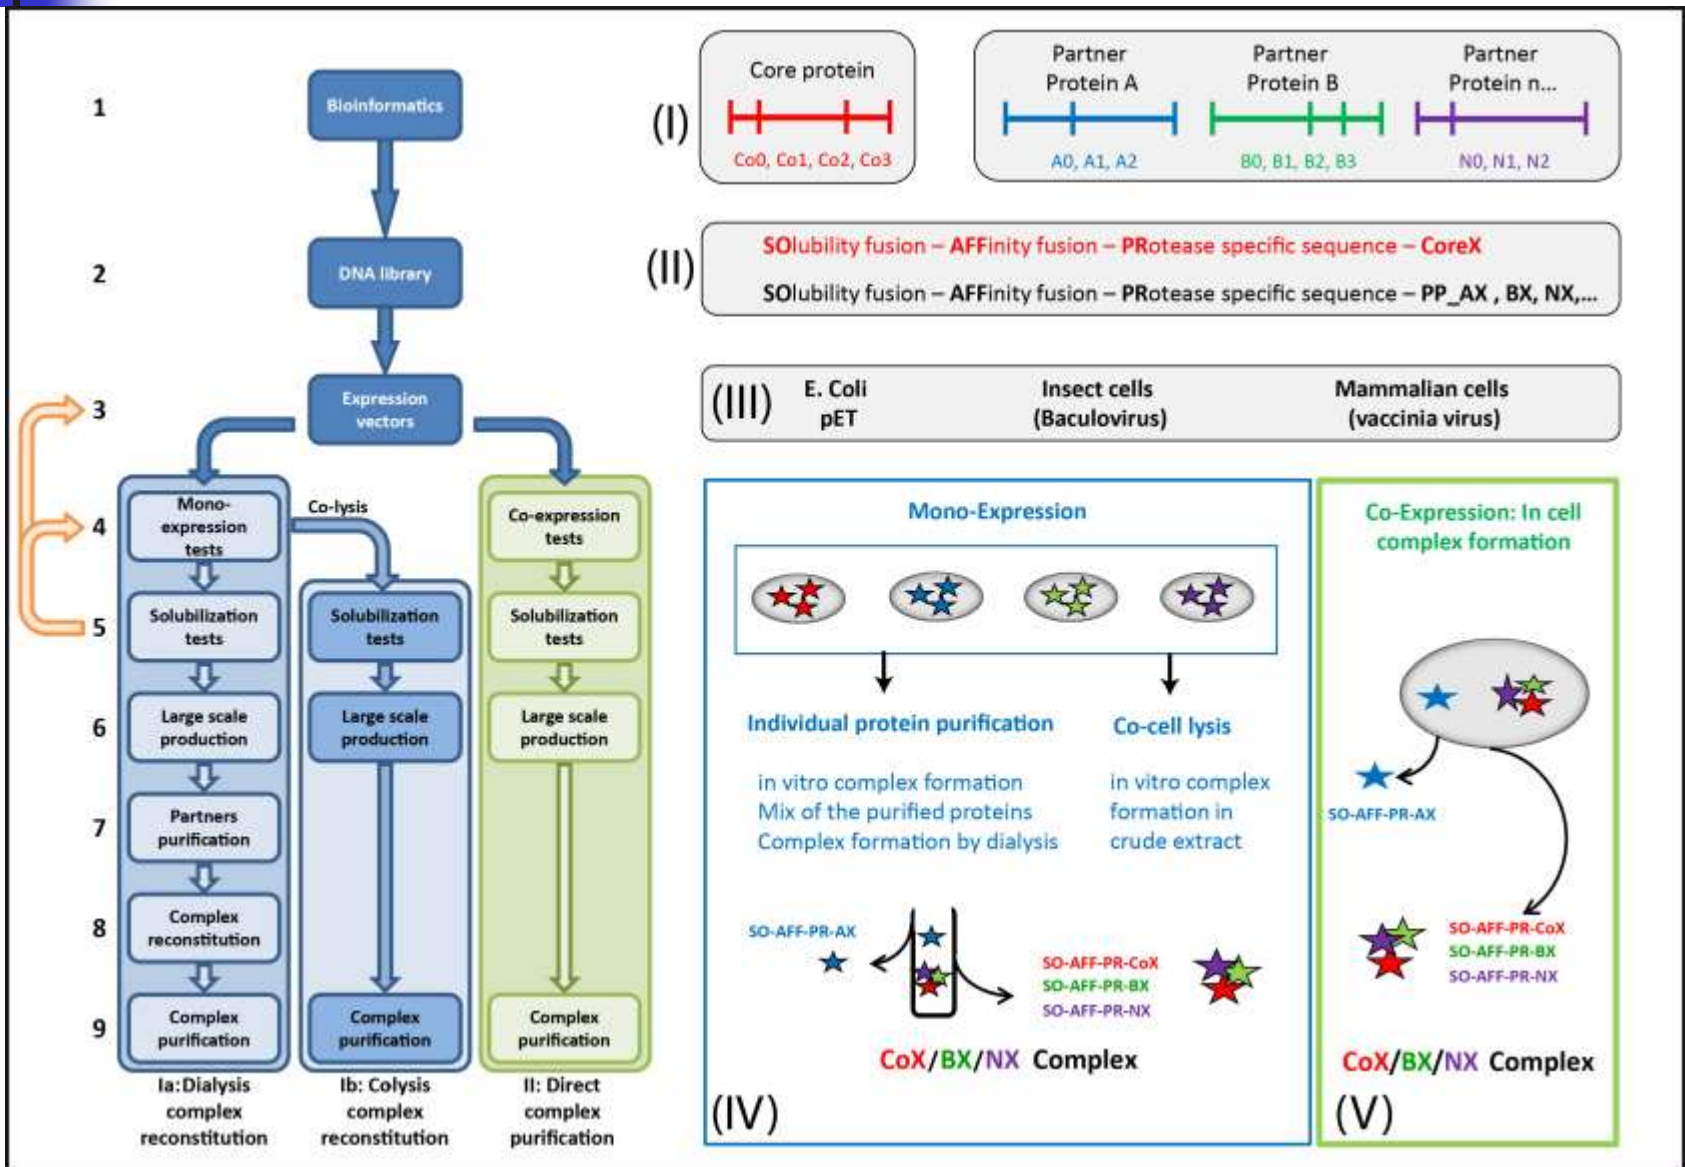 1
Bioinformatics
2
DNA library
3
Expression
vectors
4
Mono-
expression
tests
Co-lysis
Co-expression
tests
5
Solubilization
tests
Solubilization
tests
Solubilization
tests
6
Large scale
production
Large scale
production
Large scale
production
7
Partners
purification
8
Complex
reconstitution
9
Complex
purification
Complex
purification
Complex
purification
Ia:Dialysis
complex
reconstitution
Ib: Colysis
complex
reconstitution
II: Direct
complex
purification
(I)
Core protein
Co0, Co1, Co2, Co3
Partner
Protein A
A0, A1, A2
Partner
Protein B
B0, B1, B2, B3
Partner
Protein n...
N0, N1, N2
(II)
SOlubility fusion – AFFinity fusion – PRotease specific sequence – CoreX
SOlubility fusion – AFFinity fusion – PRotease specific sequence – PP_AX , BX, NX,...
(III)
E. Coli
pET
Insect cells
(Baculovirus)
Mammalian cells
(vaccinia virus)
Mono-Expression
Individual protein purification
in vitro complex formation
Mix of the purified proteins
Complex formation by dialysis
Co-cell lysis
in vitro complex
formation in
crude extract
SO-AFF-PR-AX
SO-AFF-PR-CoX
SO-AFF-PR-BX
SO-AFF-PR-NX
CoX/BX/NX Complex
(IV)
Co-Expression: In cell
complex formation
SO-AFF-PR-AX
SO-AFF-PR-CoX
SO-AFF-PR-BX
SO-AFF-PR-NX
CoX/BX/NX Complex
(V)